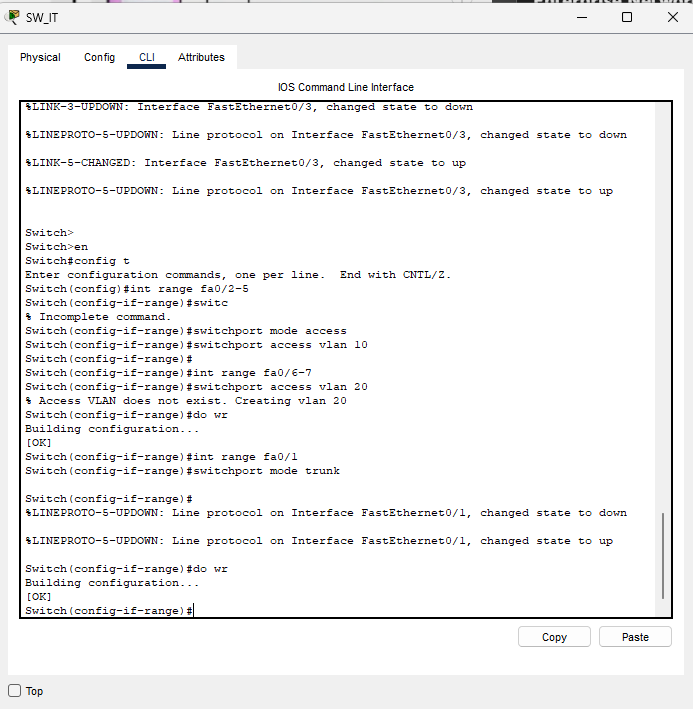 SW_IT
Physical Config CLI Attributes
IOS Command Line Interface
%LINK-3-UPDOWN: Interface FastEthernet0/3, changed state to down
%LINEPROTO-5-UPDOWN: Line protocol on Interface FastEthernet0/3, changed state to down
%LINK-5-CHANGED: Interface FastEthernet0/3, changed state to up
%LINEPROTO-5-UPDOWN: Line protocol on Interface FastEthernet0/3, changed state to up
Switch>
Switch>en
Switch#config t
Enter configuration commands, one per line.  End with CNTL/Z.
Switch(config)#int range fa0/2-5
Switch(config-if-range)#switc
% Incomplete command.
Switch(config-if-range)#switchport mode access
Switch(config-if-range)#switchport access vlan 10
Switch(config-if-range)#
Switch(config-if-range)#int range fa0/6-7
Switch(config-if-range)#switchport access vlan 20
% Access VLAN does not exist. Creating vlan 20
Switch(config-if-range)#do wr
Building configuration...
[OK]
Switch(config-if-range)#int range fa0/1
Switch(config-if-range)#switchport mode trunk
Switch(config-if-range)#
%LINEPROTO-5-UPDOWN: Line protocol on Interface FastEthernet0/1, changed state to down
%LINEPROTO-5-UPDOWN: Line protocol on Interface FastEthernet0/1, changed state to up
Switch(config-if-range)#do wr
Building configuration...
[OK]
Switch(config-if-range)#
Copy Paste
Top